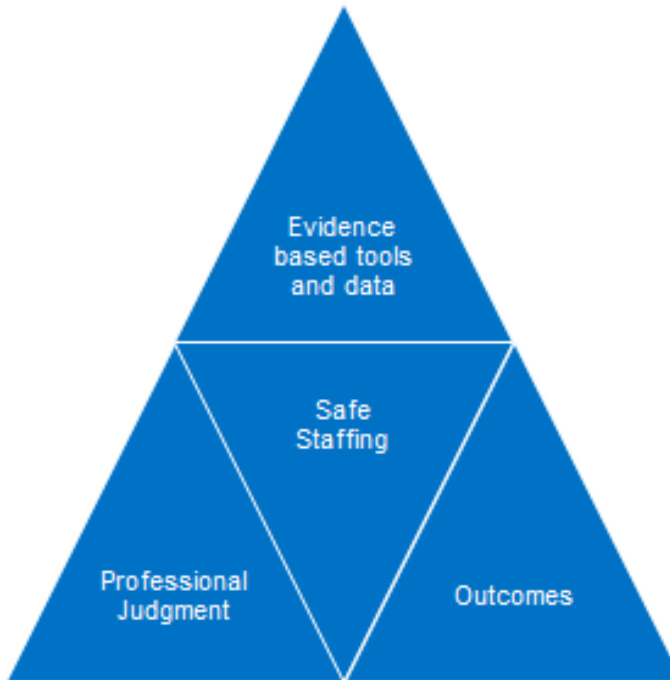 Evidence
based tools
and data
Safe
Staffing
Professional
Judgment
Outcomes